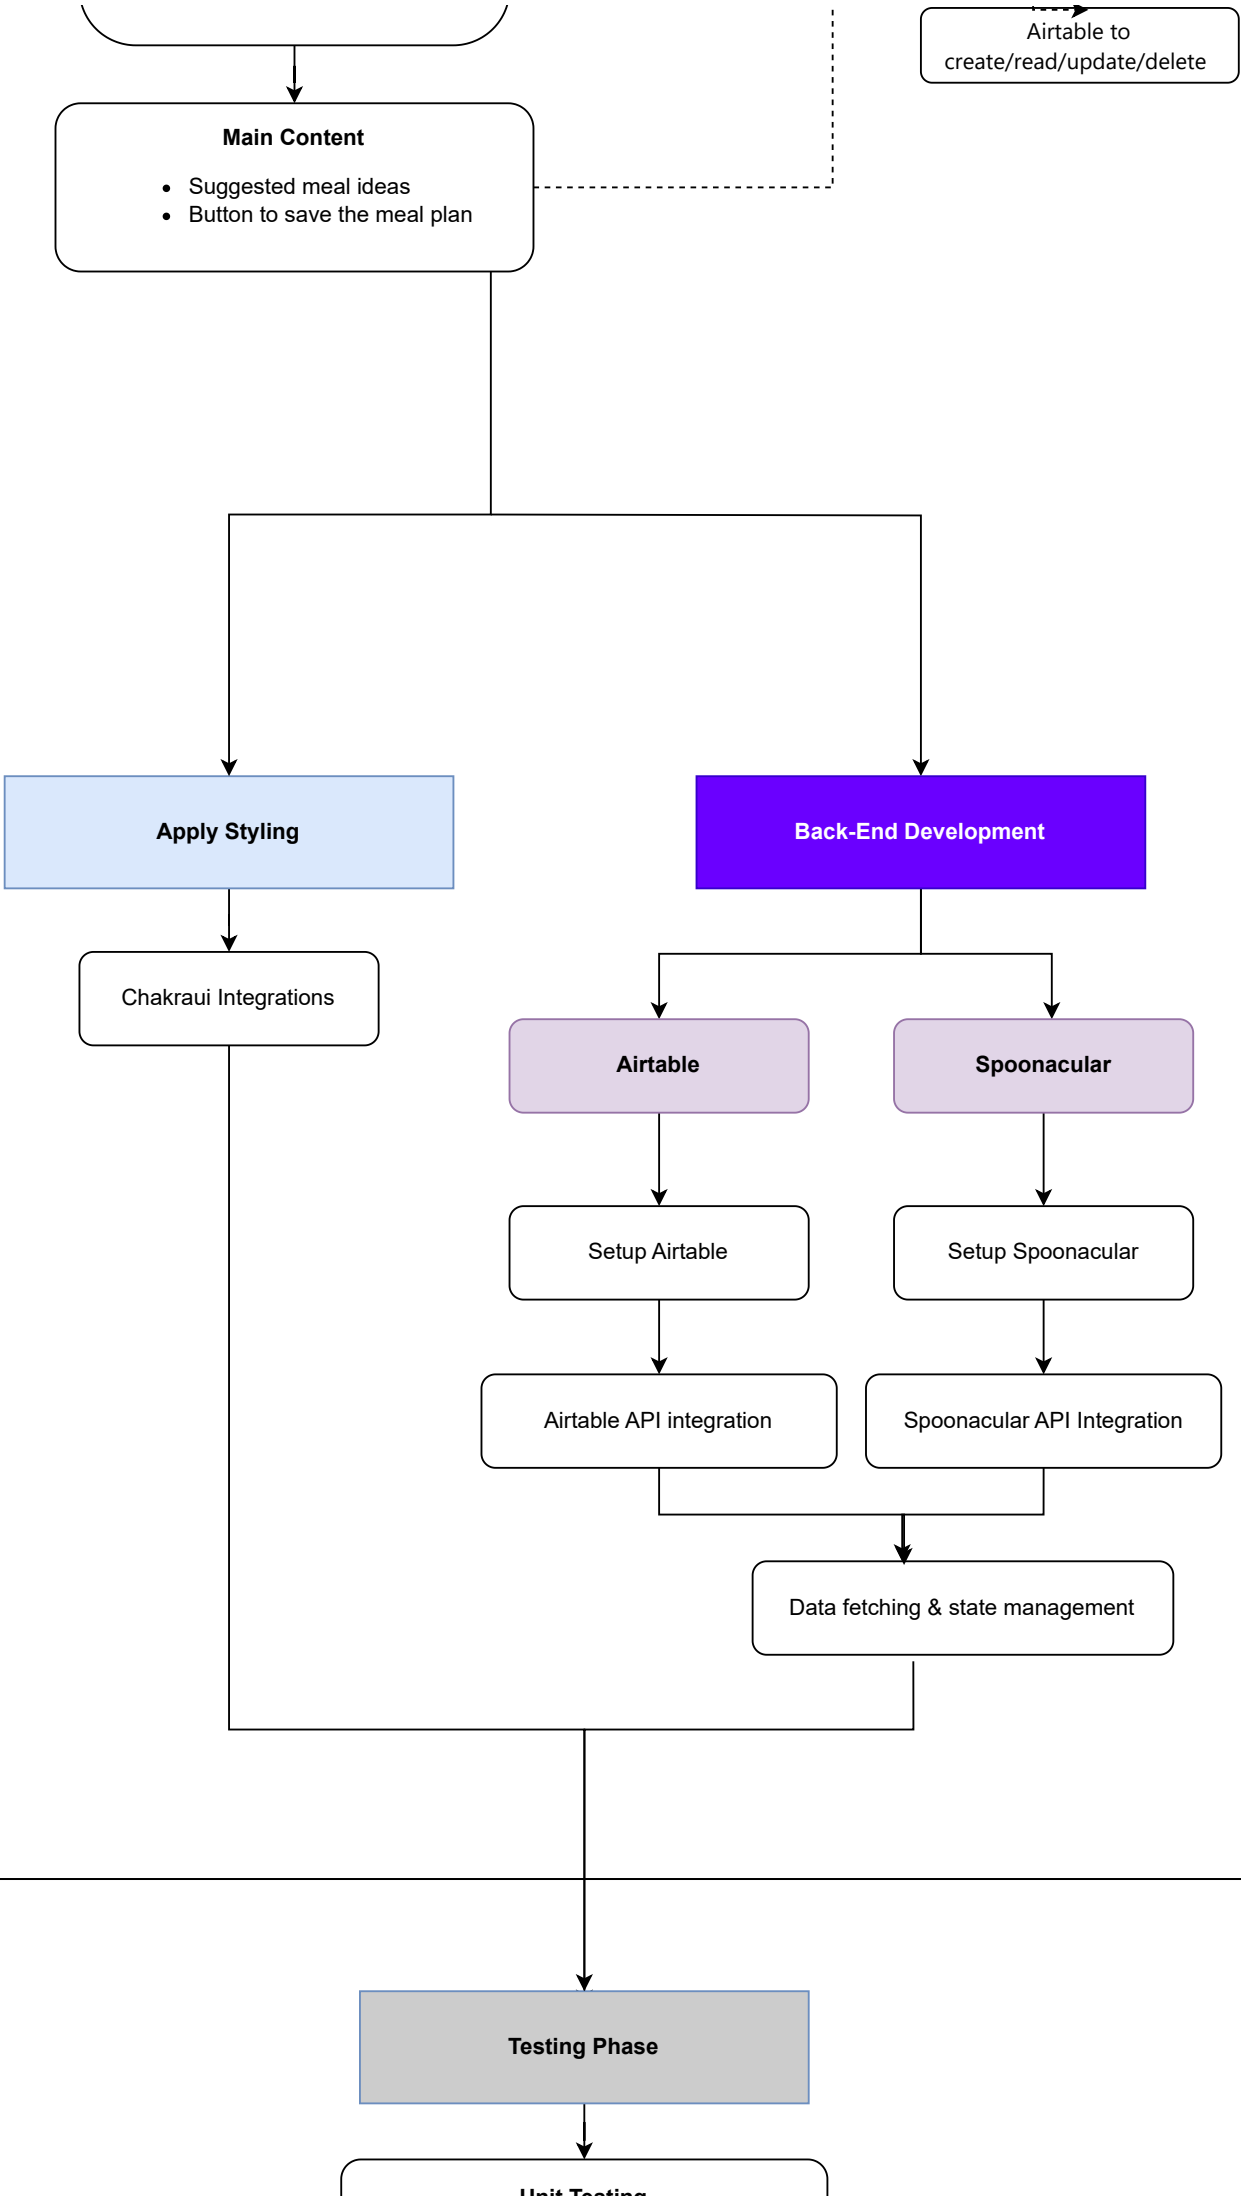 Airtable to
create/read/update/delete
Main Content
• Suggested meal ideas
• Button to save the meal plan
Apply Styling
Back-End Development
Chakraui Integrations
Airtable
Spoonacular
Setup Airtable
Setup Spoonacular
Airtable API integration
Spoonacular API Integration
Data fetching & state management
Testing Phase
Unit Testing